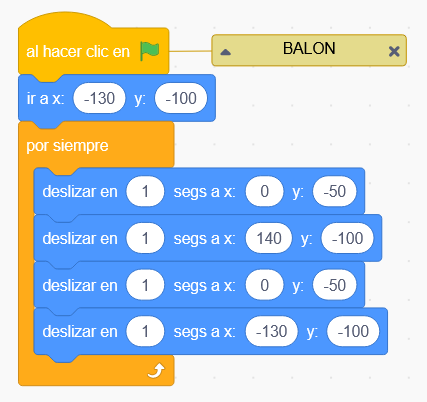 al hacer clic en BALON
ir a x: -130 y: -100
por siempre
deslizar en 1 segs a x: 0 y: -50
deslizar en 1 segs a x: 140 y: -100
deslizar en 1 segs a x: 0 y: -50
deslizar en 1 segs a x: -130 y: -100